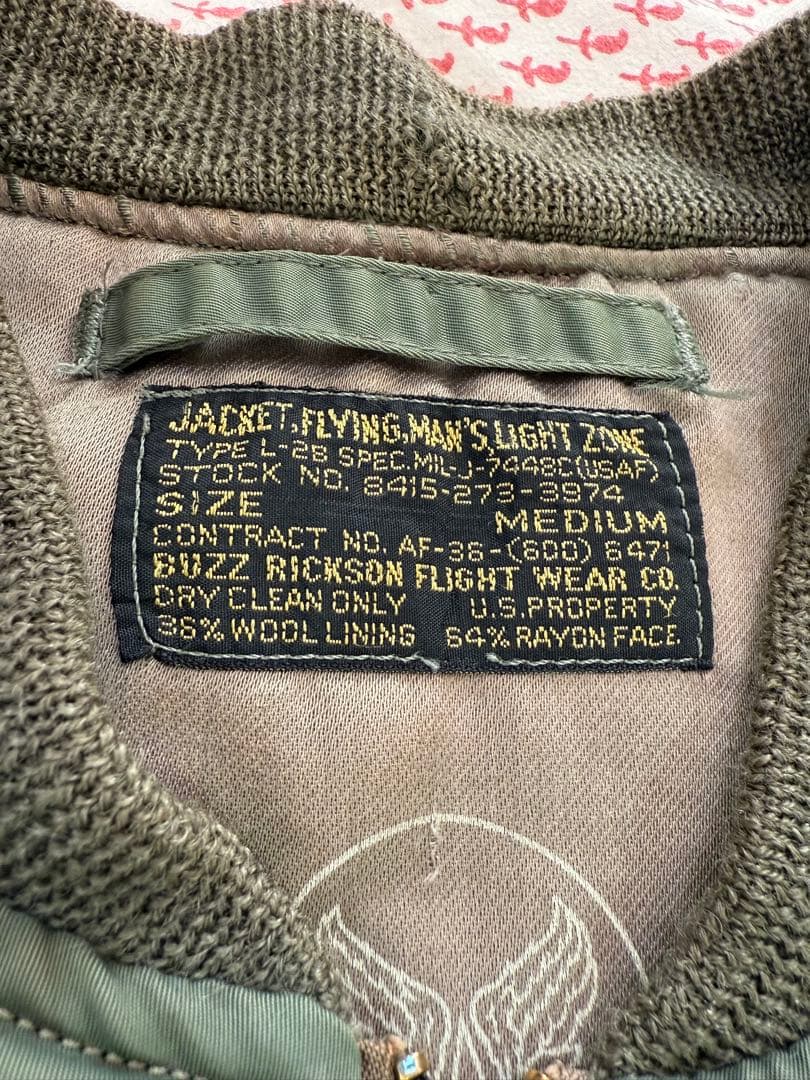 JACKET,FLYING,MAN'S,LIGHT ZONE
TYPE L-2B SPEC.MIL-J-7448C(USAF)
STOCK NO. 8415-273-3974
SIZE MEDIUM
CONTRACT NO. AF-36-(600) 6471
BUZZ RICKSON FLIGHT WEAR CO.
DRY CLEAN ONLY U.S.PROPERTY
36% WOOL LINING 64% RAYON FACE